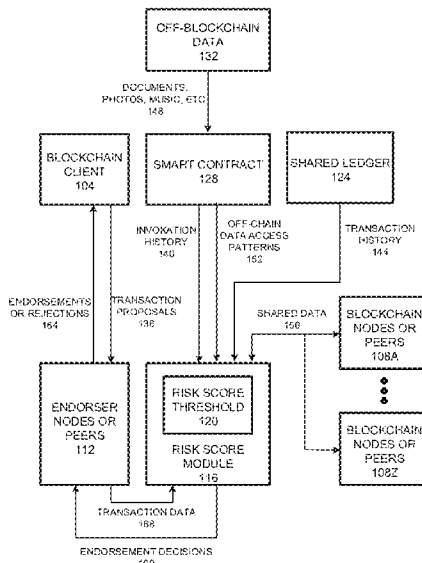 OFF-BLOCKCHAIN
DATA
132
DOCUMENTS,
PHOTOS, MUSIC, ETC
148
BLOCKCHAIN
CLIENT
104
SMART CONTRACT
128
SHARED LEDGER
124
INVOKATION
HISTORY
140
OFF-CHAIN
DATA ACCESS
PATTERNS
152
TRANSACTION
HISTORY
144
ENDORSEMENTS
OR REJECTIONS
164
TRANSACTION
PROPOSALS
136
SHARED DATA
156
BLOCKCHAIN
NODES OR
PEERS
108A
ENDORSER
NODES OR
PEERS
112
RISK SCORE
THRESHOLD
120
RISK SCORE
MODULE
116
BLOCKCHAIN
NODES OR
PEERS
108Z
TRANSACTION DATA
168
ENDORSEMENT DECISIONS